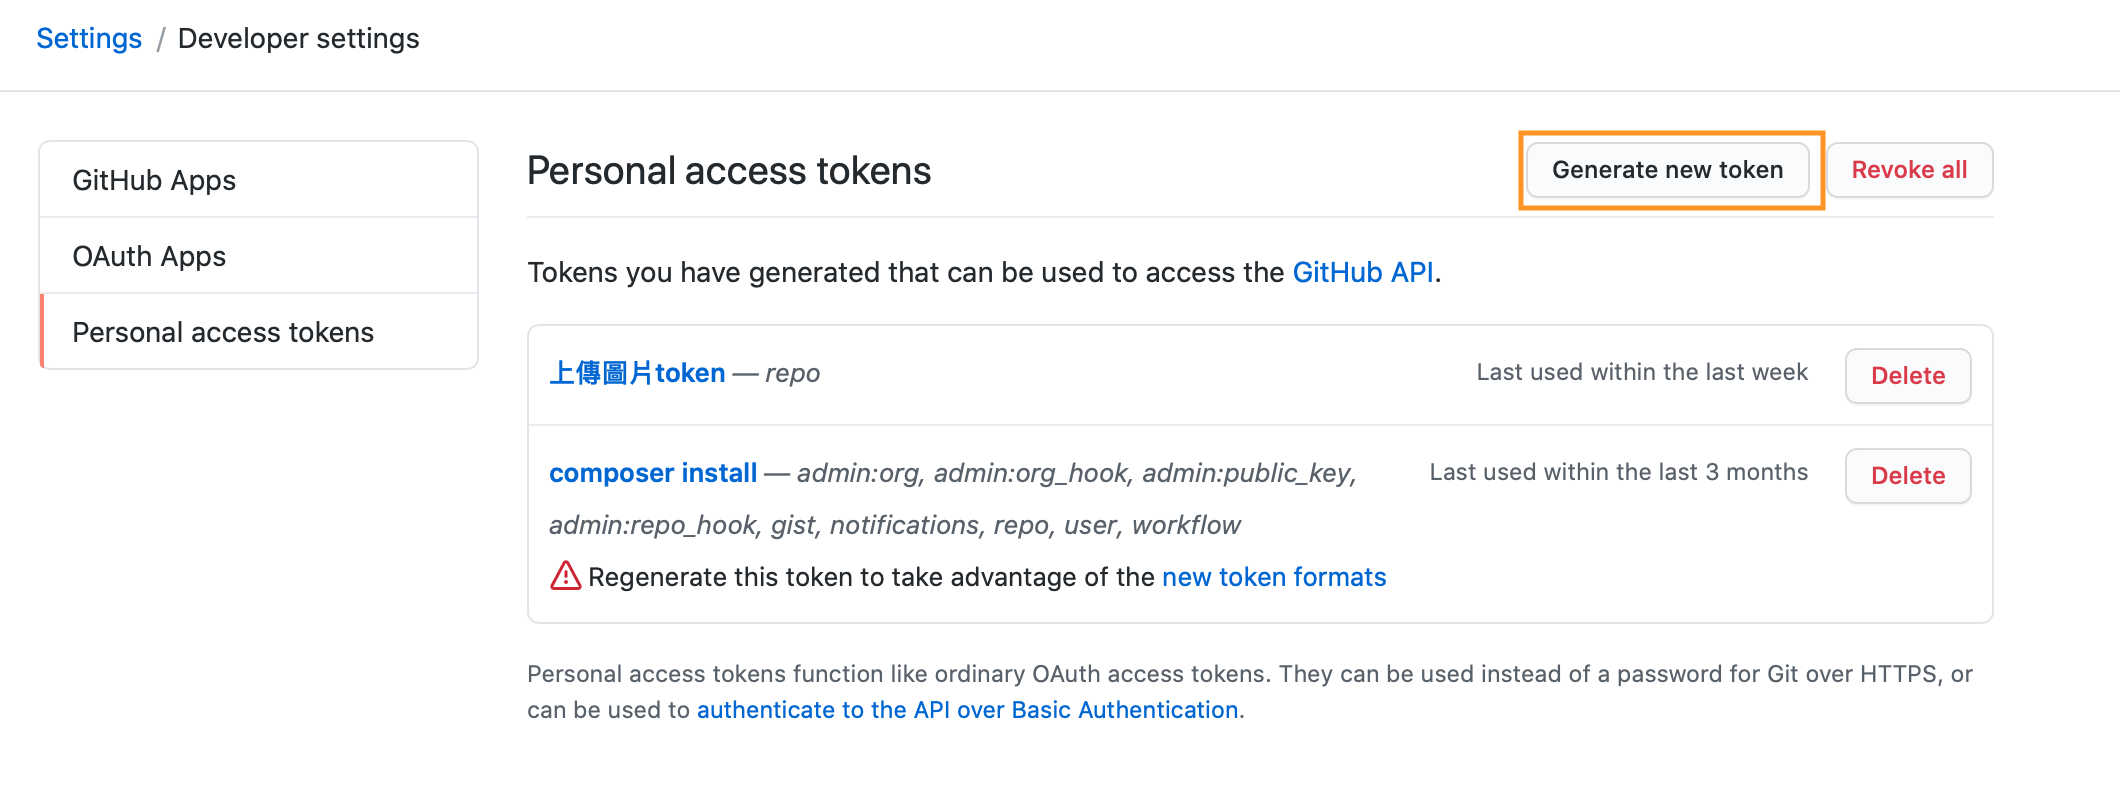 Settings / Developer settings
GitHub Apps
OAuth Apps
Personal access tokens
Personal access tokens
Generate new token
Revoke all
Tokens you have generated that can be used to access the GitHub API.
上傳圖片token — repo
Last used within the last week
Delete
composer install — admin:org, admin:org_hook, admin:public_key,
admin:repo_hook, gist, notifications, repo, user, workflow
Last used within the last 3 months
Delete
Regenerate this token to take advantage of the new token formats
Personal access tokens function like ordinary OAuth access tokens. They can be used instead of a password for Git over HTTPS, or
can be used to authenticate to the API over Basic Authentication.